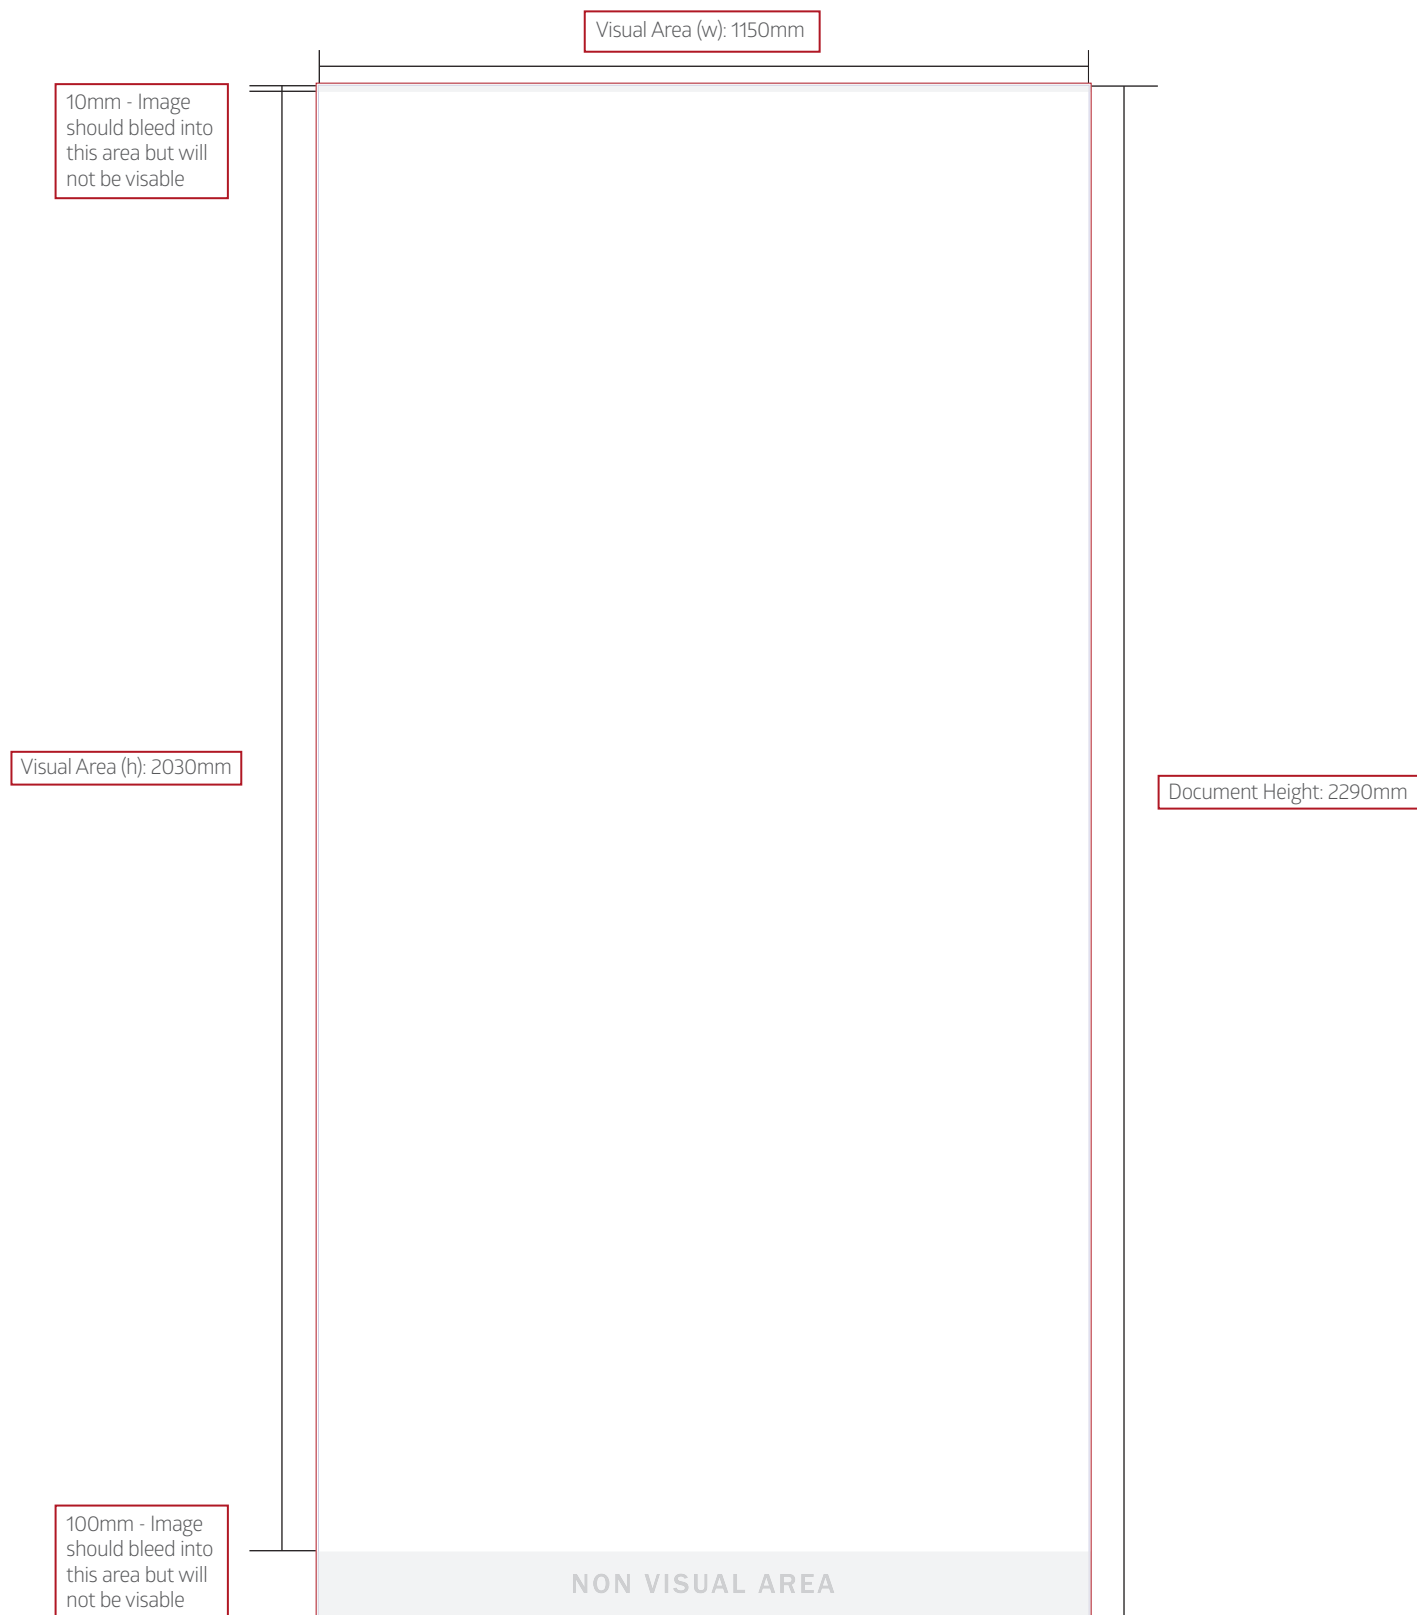 Visual Area (w): 1150mm
10mm - Image
should bleed into
this area but will
not be visable
Visual Area (h): 2030mm
Document Height: 2290mm
100mm - Image
should bleed into
this area but will
not be visable
NON VISUAL AREA